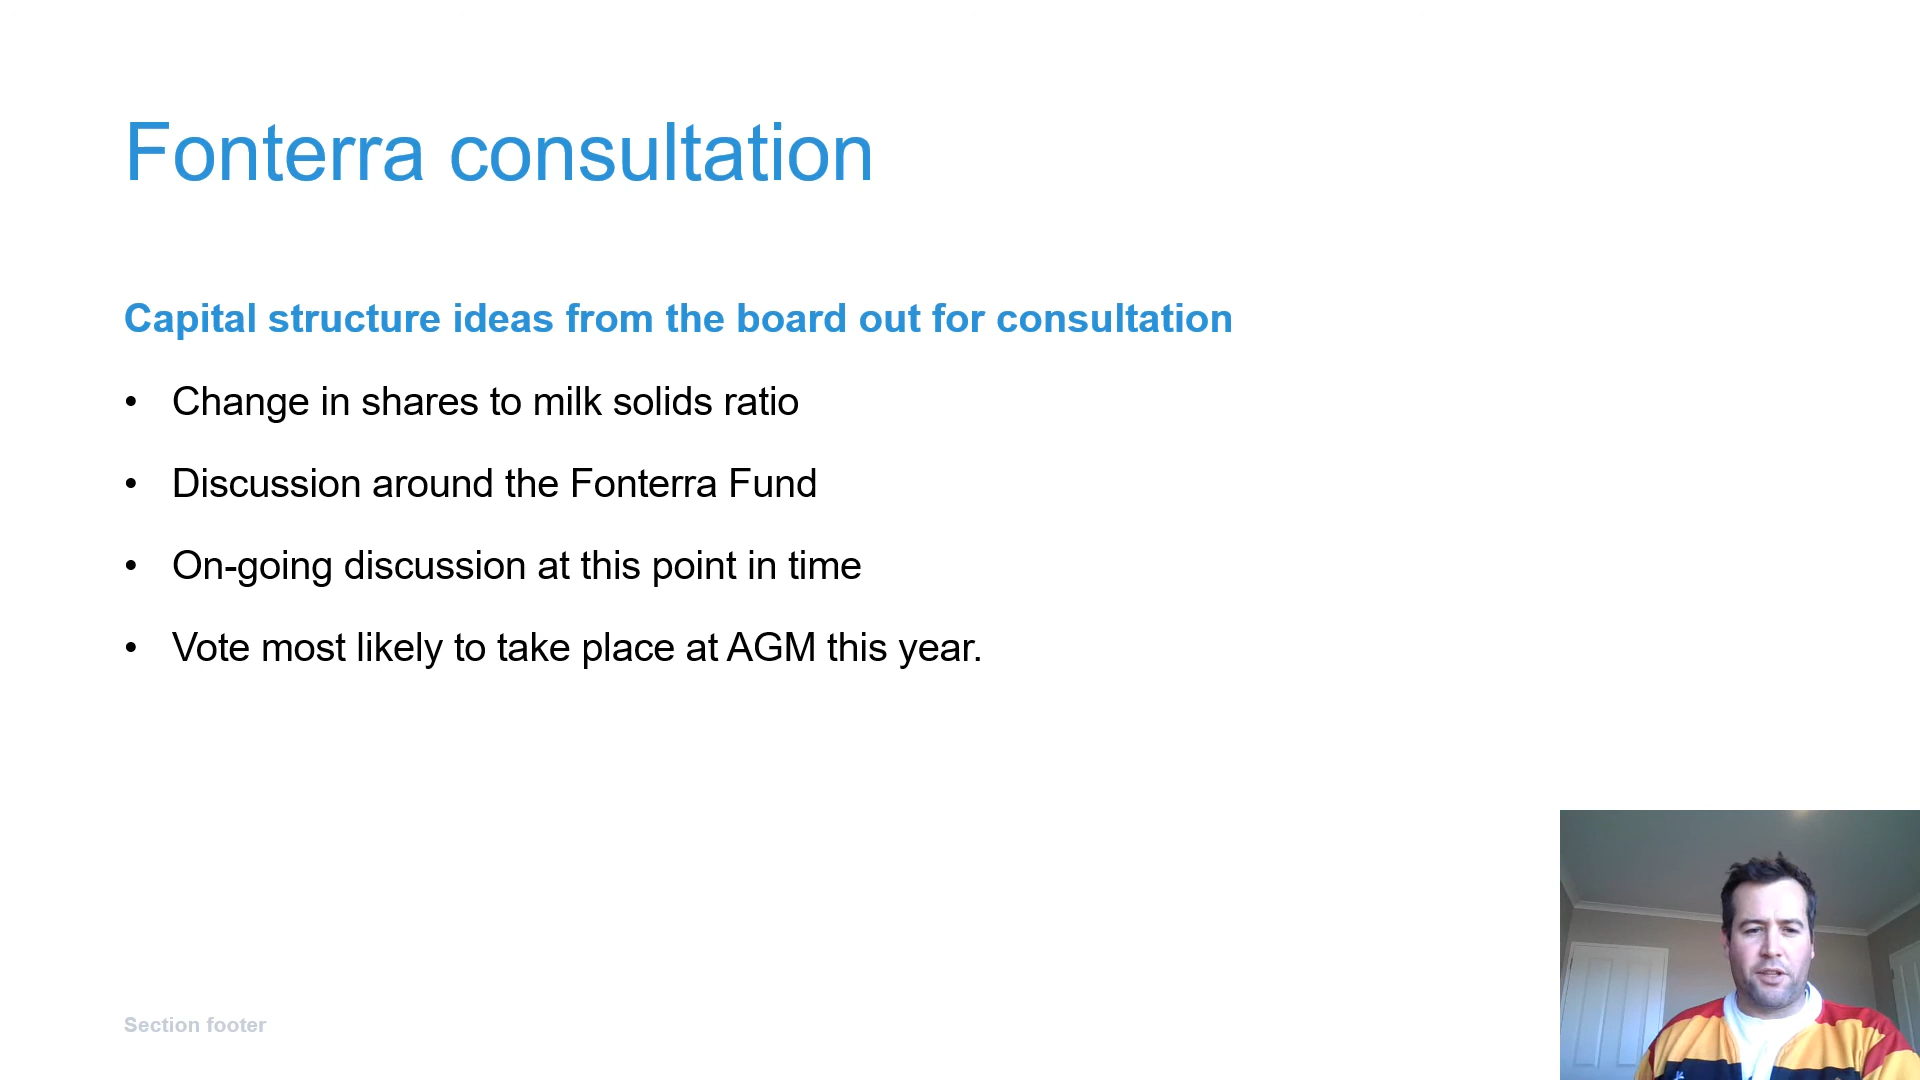 Fonterra consultation
Capital structure ideas from the board out for consultation
• Change in shares to milk solids ratio
• Discussion around the Fonterra Fund
• On-going discussion at this point in time
• Vote most likely to take place at AGM this year.
Section footer